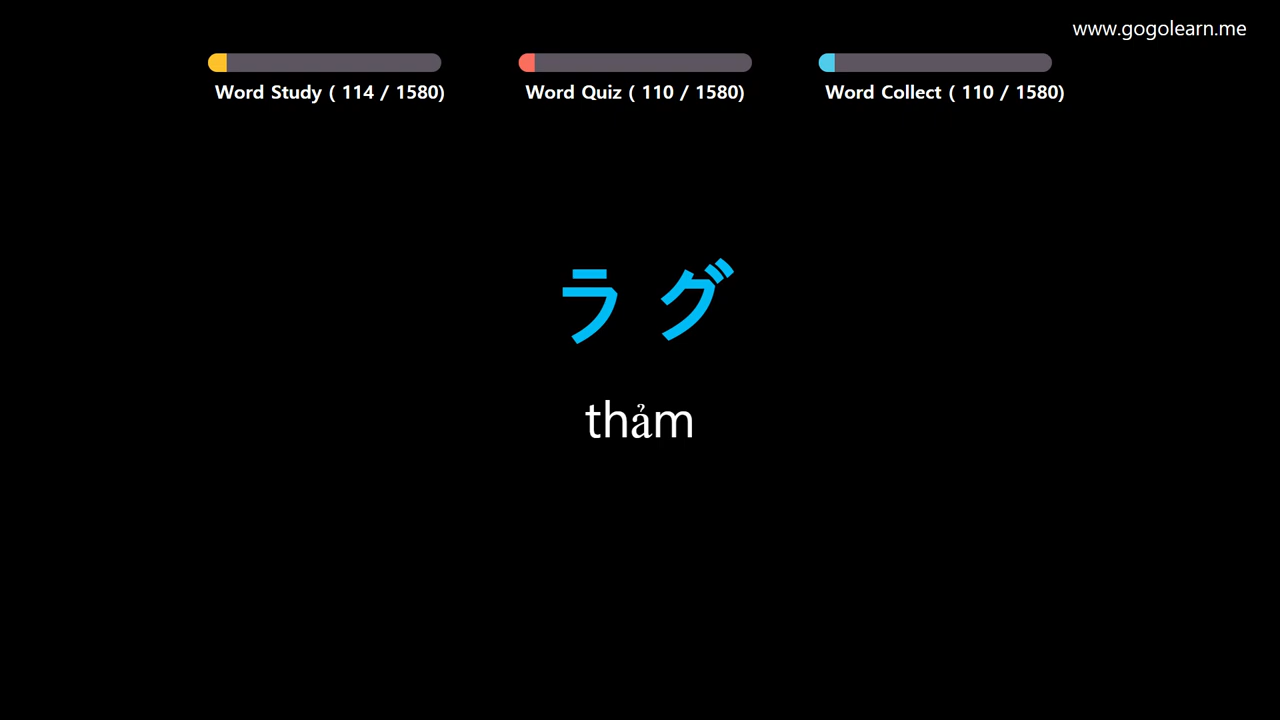 www.gogolearn.me
Word Study ( 114 / 1580)
Word Quiz ( 110 / 1580)
Word Collect ( 110 / 1580)
ラグ
thảm